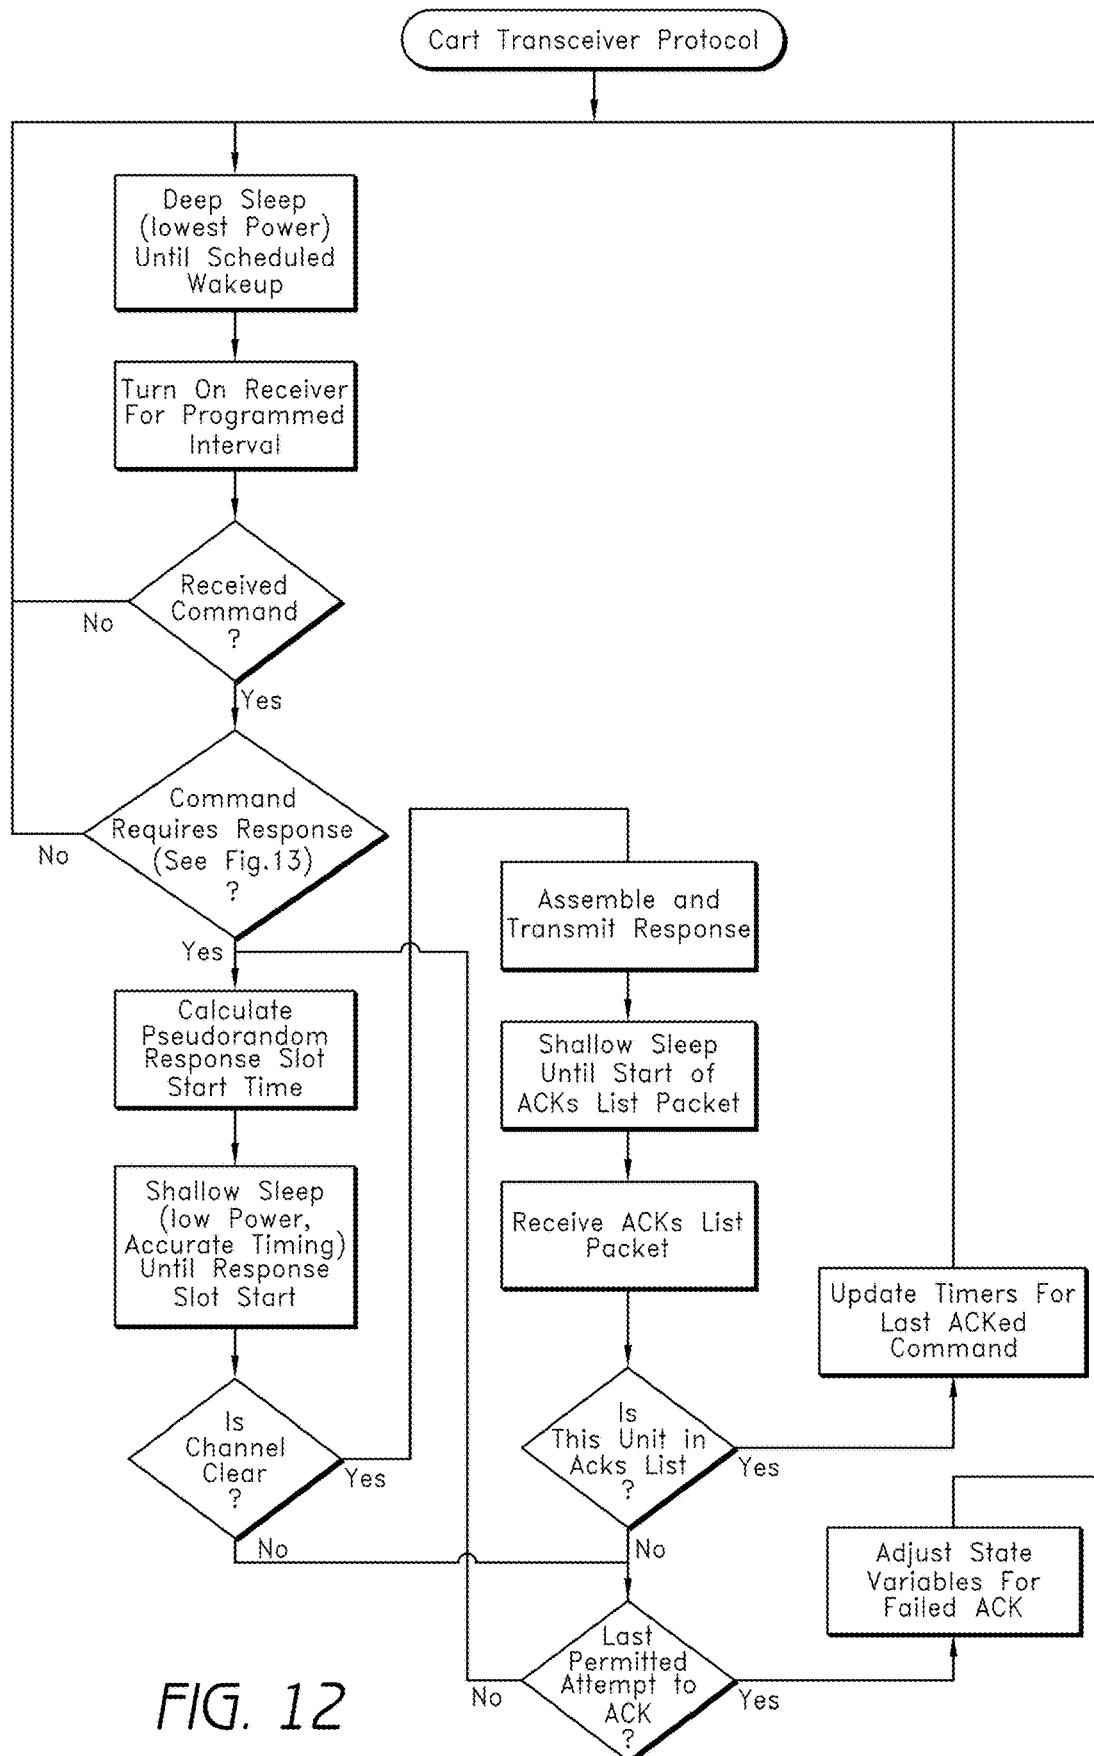 Cart Transceiver Protocol
Deep Sleep
(lowest Power)
Until Scheduled
Wakeup
Turn On Receiver
For Programmed
Interval
Received
Command
?
No
Yes
Command
Requires Response
(See Fig.13)
?
No
Yes
Calculate
Pseudorandom
Response Slot
Start Time
Shallow Sleep
(low Power,
Accurate Timing)
Until Response
Slot Start
Is
Channel
Clear
?
Yes
No
Assemble and
Transmit Response
Shallow Sleep
Until Start of
ACKs List Packet
Receive ACKs List
Packet
Is
This Unit in
Acks List
?
Yes
No
Update Timers For
Last ACKed
Command
Last
Permitted
Attempt to
ACK
?
No
Yes
Adjust State
Variables For
Failed ACK
FIG. 12